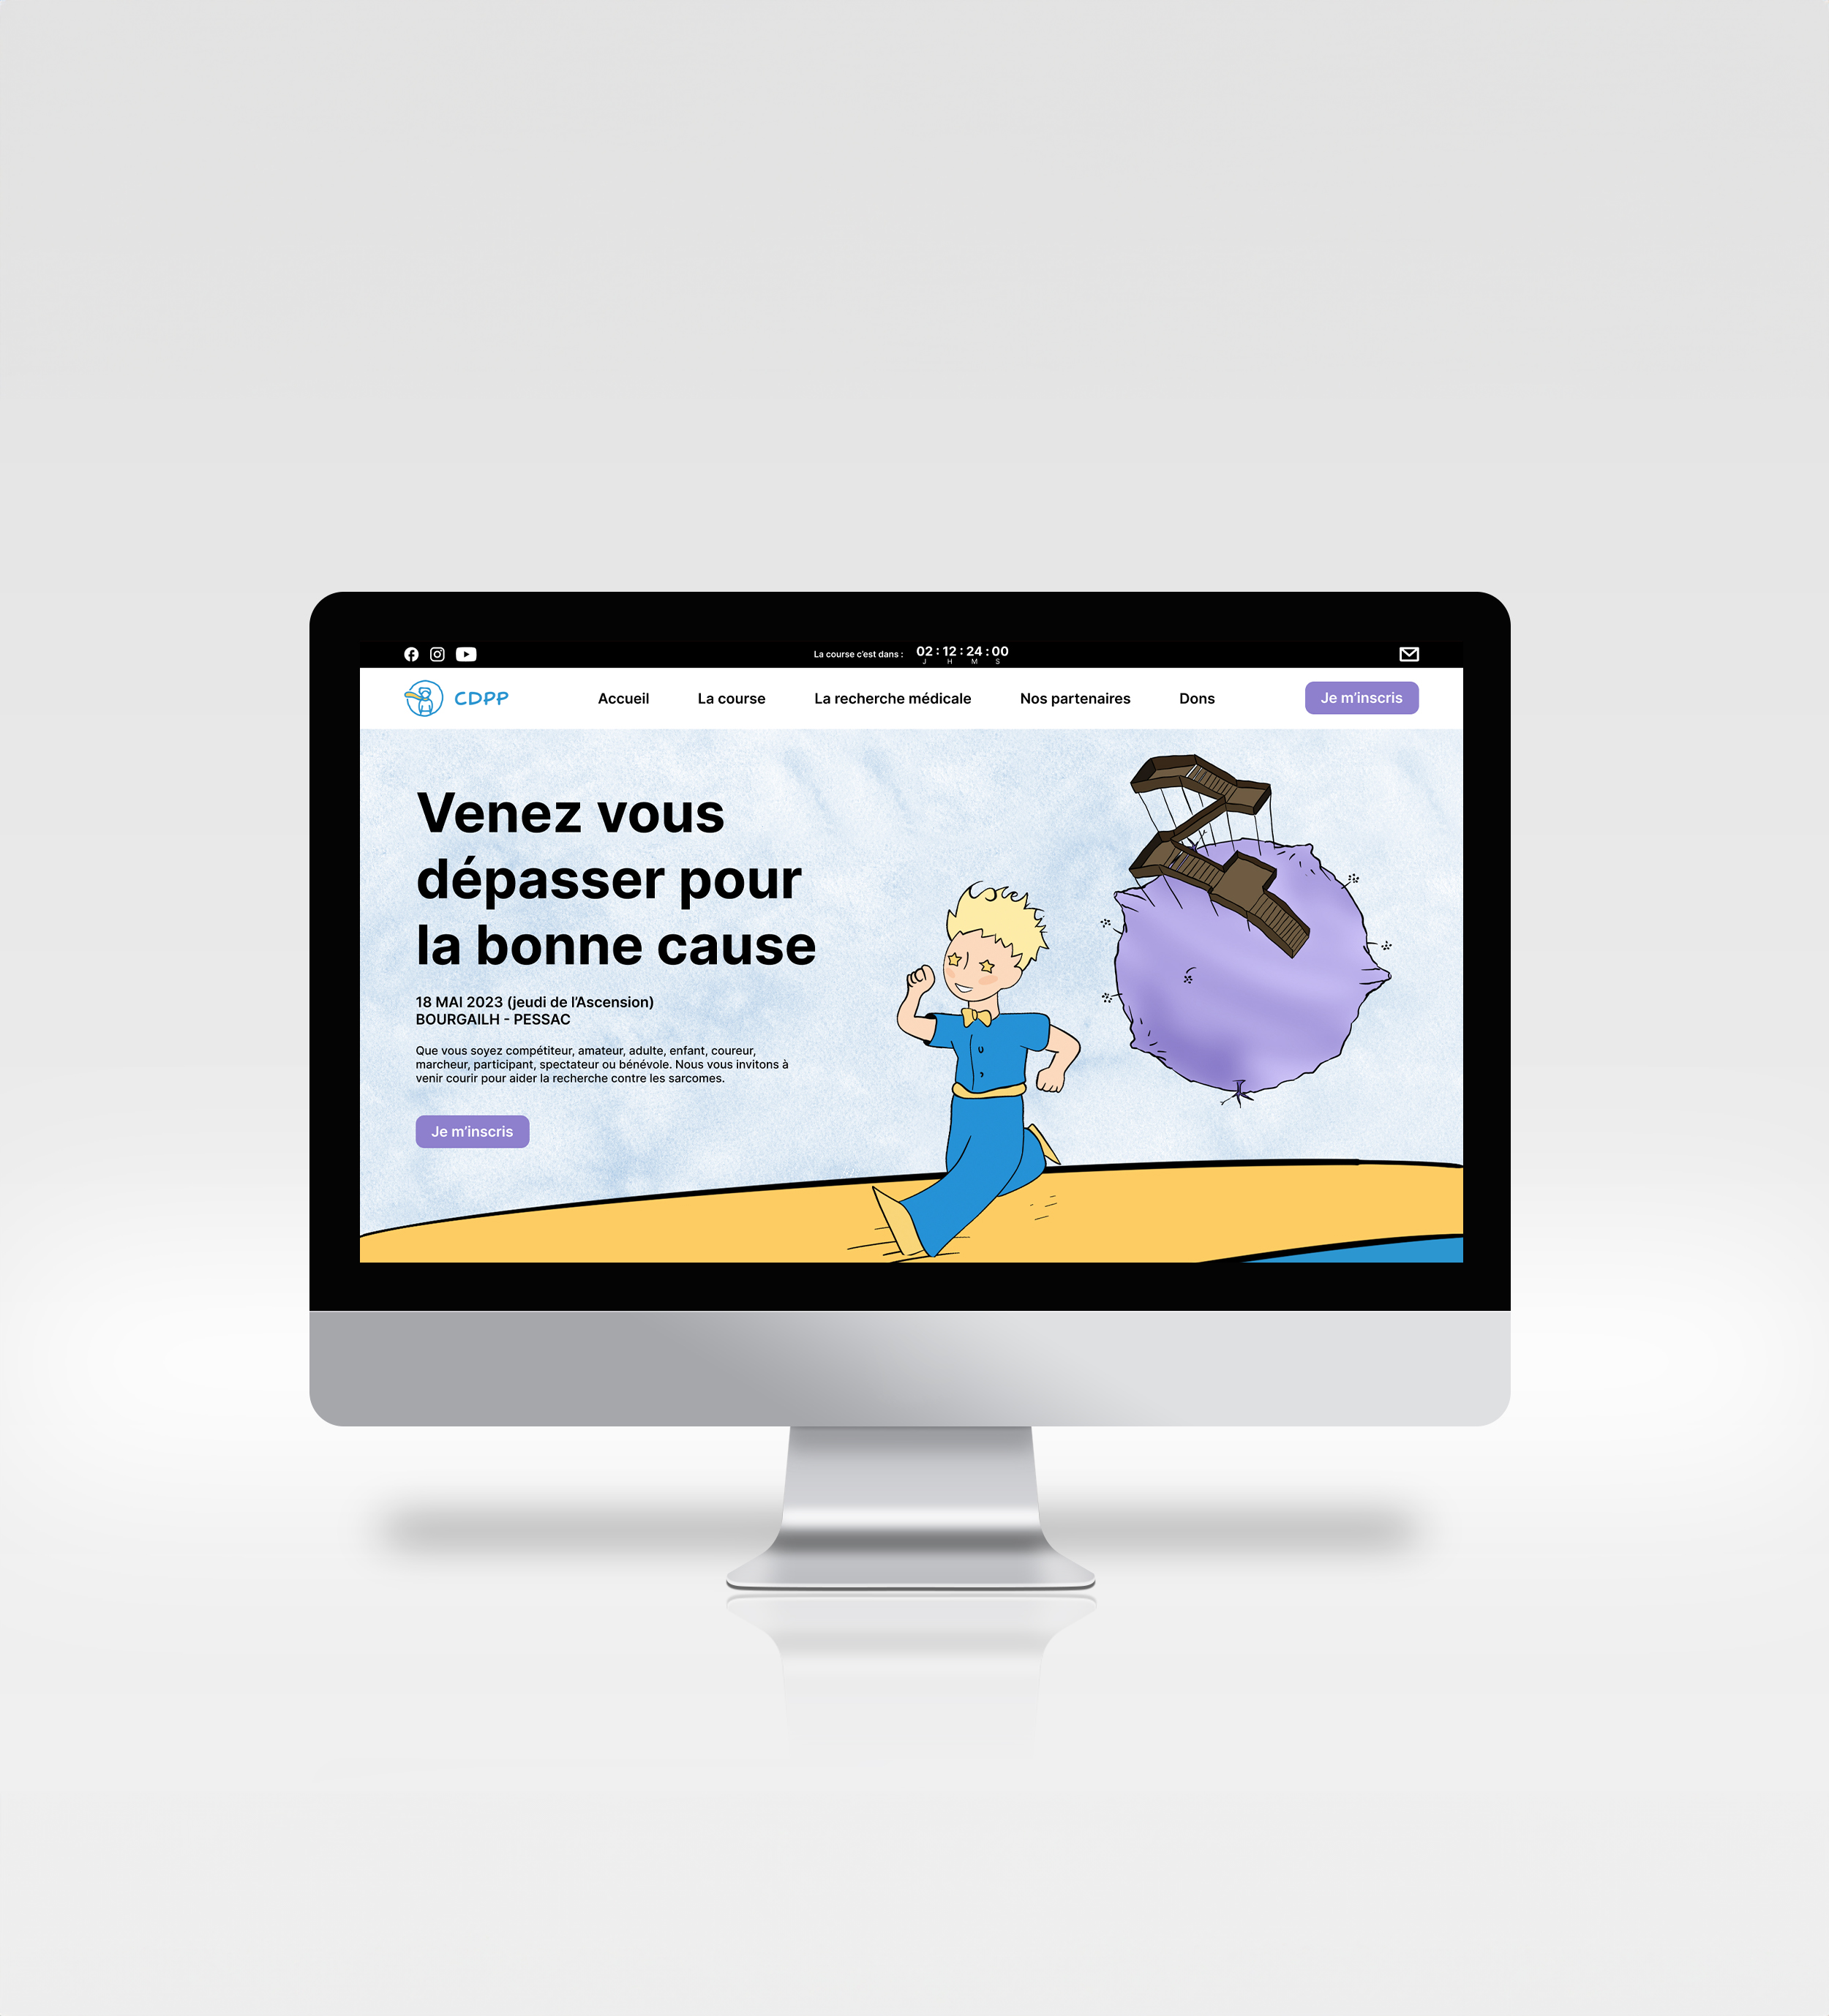 La course c'est dans : 02 : 12 : 24 : 00
J H M S
CDPP Accueil La course La recherche médicale Nos partenaires Dons Je m'inscris
Venez vous
dépasser pour
la bonne cause
18 MAI 2023 (jeudi de l'Ascension)
BOURGAILH - PESSAC
Que vous soyez compétiteur, amateur, adulte, enfant, coureur,
marcheur, participant, spectateur ou bénévole. Nous vous invitons à
venir courir pour aider la recherche contre les sarcomes.
Je m'inscris